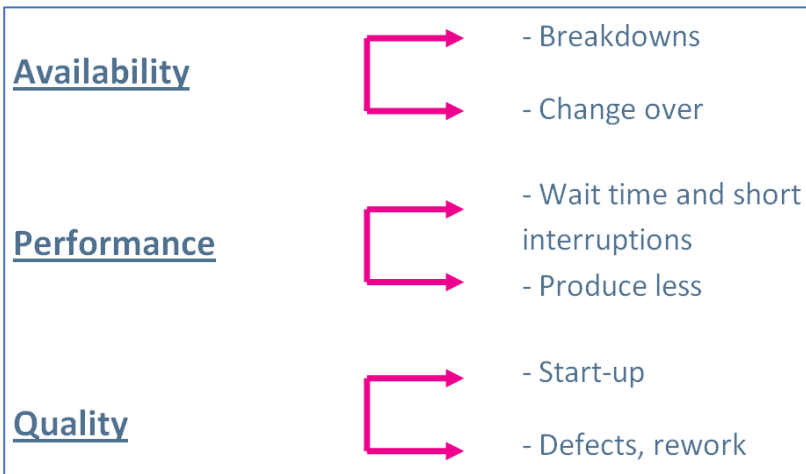 - Breakdowns
Availability
- Change over
- Wait time and short
interruptions
Performance
- Produce less
- Start-up
Quality
- Defects, rework